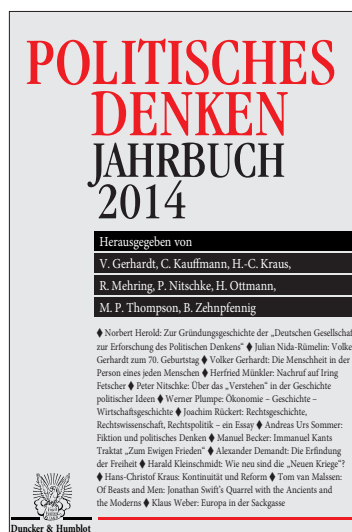 POLITISCHES
DENKEN
JAHRBUCH
2014
Herausgegeben von
V. Gerhardt, C. Kauffmann, H.-C. Kraus,
R. Mehring, P. Nitschke, H. Ottmann,
M. P. Thompson, B. Zehnpfennig
♦ Norbert Herold: Zur Gründungsgeschichte der „Deutschen Gesellschaf
zur Erforschung des Politischen Denkens“ ♦ Julian Nida-Rümelin: Volke
Gerhardt zum 70. Geburtstag ♦ Volker Gerhardt: Die Menschheit in der
Person eines jeden Menschen ♦ Herfried Münkler: Nachruf auf Iring
Fetscher ♦ Peter Nitschke: Über das „Verstehen“ in der Geschichte
politischer Ideen ♦ Werner Plumpe: Ökonomie – Geschichte –
Wirtschaftsgeschichte ♦ Joachim Rückert: Rechtsgeschichte,
Rechtswissenschaft, Rechtspolitik – ein Essay ♦ Andreas Urs Sommer:
Fiktion und politisches Denken ♦ Manuel Becker: Immanuel Kants
Traktat „Zum Ewigen Frieden“ ♦ Alexander Demandt: Die Erfindung
der Freiheit ♦ Harald Kleinschmidt: Wie neu sind die „Neuen Kriege“?
♦ Hans-Christof Kraus: Kontinuität und Reform ♦ Tom van Malssen:
Of Beasts and Men: Jonathan Swift’s Quarrel with the Ancients and
the Moderns ♦ Klaus Weber: Europa in der Sackgasse
Duncker & Humblot